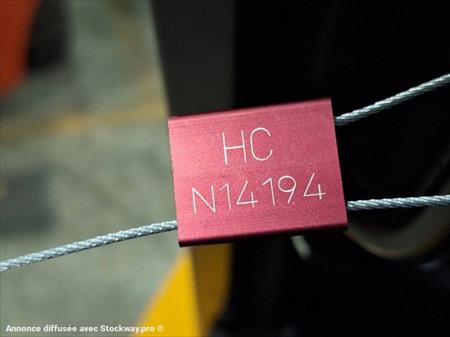 HC
N14194
Annonce diffusée avec Stockway.pro ®